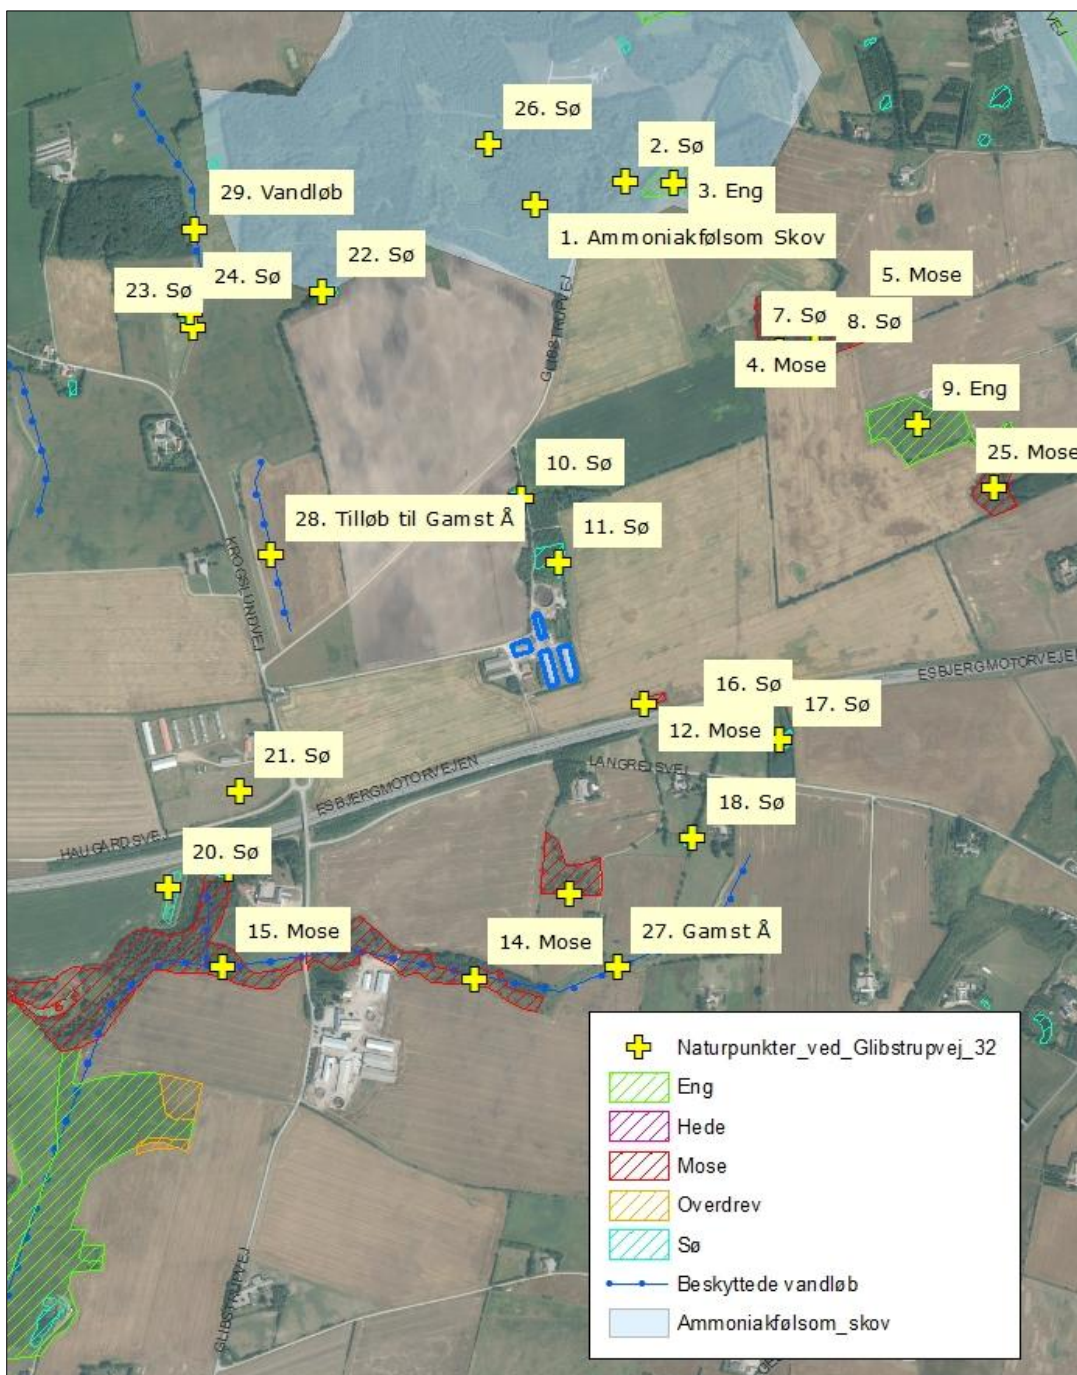 VEJ
26. Sø
2. Sø
3. Eng
29. Vandløb
1. Ammoniakfølsom Skov
24. Sø
22. Sø
23. Sø
5. Mose
7. Sø
8. Sø
4. Mose
GLIBSTRUPVEJ
9. Eng
25. Mose
10. Sø
28. Tilløb til Gamst Å
11. Sø
KROGSLUNDVEJ
ESBJERGMOTORVEJEN
16. Sø
17. Sø
12. Mose
21. Sø
LANGREJSVEJ
ESBJERGMOTORVEJEN
18. Sø
HAUGARDSVEJ
20. Sø
15. Mose
14. Mose
27. Gamst Å
Naturpunkter_ved_Glibstrupvej_32
Eng
Hede
Mose
Overdrev
Sø
Beskyttede vandløb
Ammoniakfølsom_skov
GLIBSTRUPVEJ